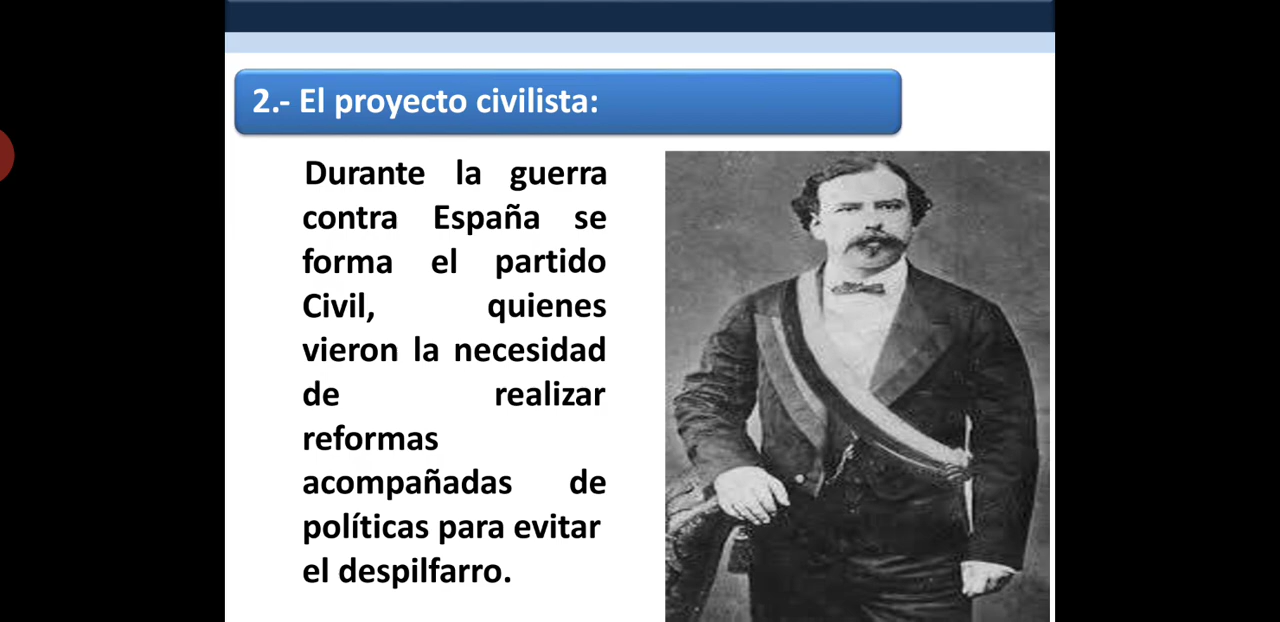 2.- El proyecto civilista:
Durante la guerra
contra España se
forma el partido
Civil, quienes
vieron la necesidad
de realizar
reformas
acompañadas de
políticas para evitar
el despilfarro.